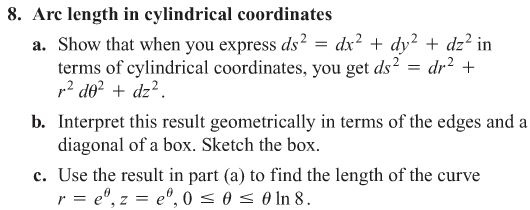 8. Arc length in cylindrical coordinates
a. Show that when you express ds² = dx² + dy² + dz² in
terms of cylindrical coordinates, you get ds² = dr² +
r² dθ² + dz².
b. Interpret this result geometrically in terms of the edges and a
diagonal of a box. Sketch the box.
c. Use the result in part (a) to find the length of the curve
r = e^θ, z = e^θ, 0 ≤ θ ≤ θ ln 8.